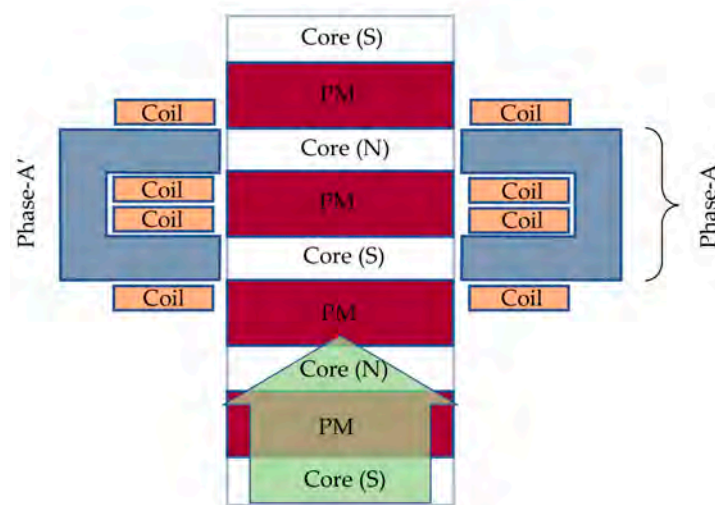 Core (S)
PM
Coil
Coil
Core (N)
Phase-A′
Coil
PM
Coil
Phase-A
Coil
Coil
Core (S)
Coil
Coil
PM
Core (N)
PM
Core (S)